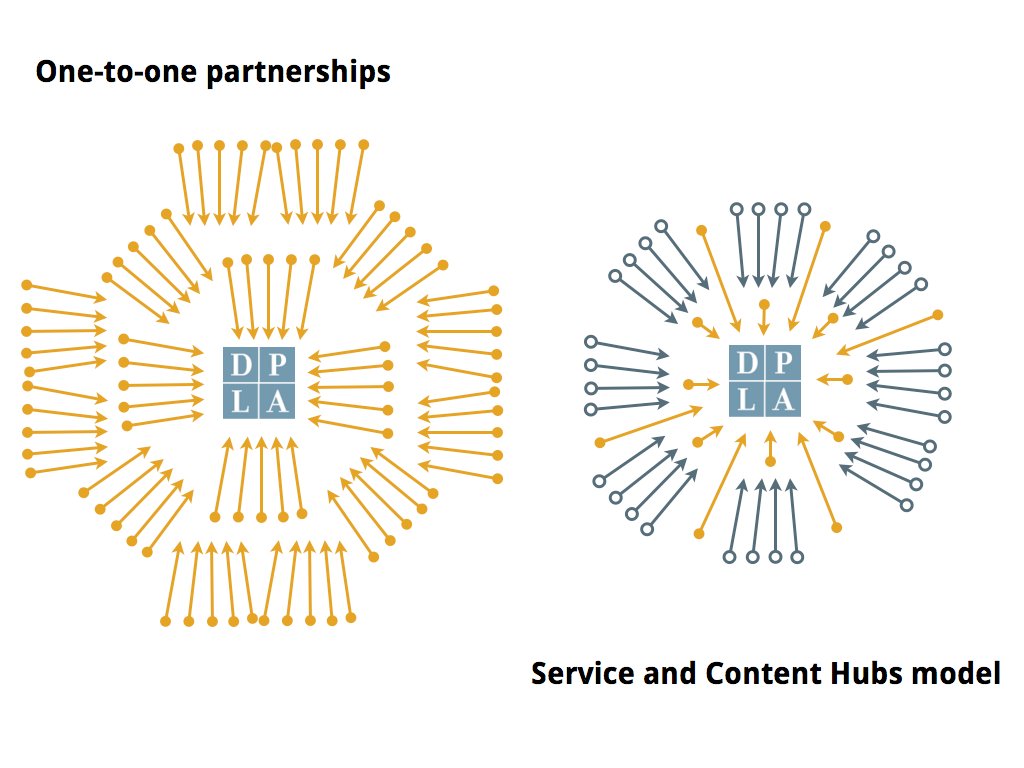 One-to-one partnerships
D P
L A
D P
L A
Service and Content Hubs model